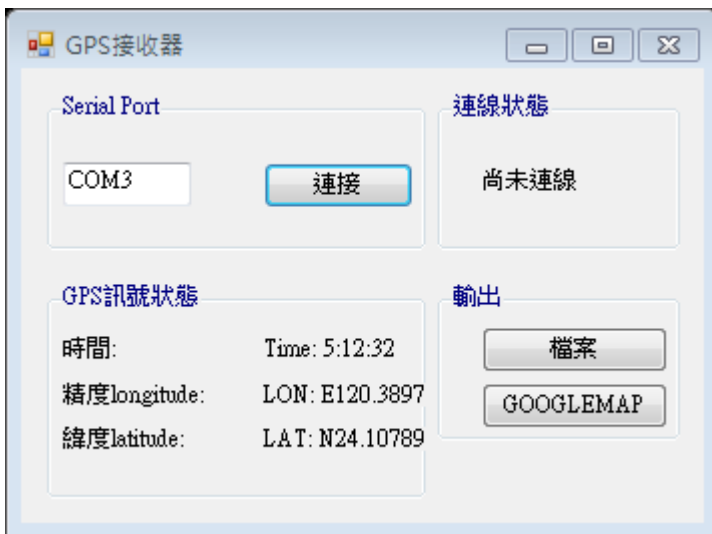 GPS接收器
Serial Port
COM3
連接
連線狀態
尚未連線
GPS訊號狀態
時間: Time: 5:12:32
精度longitude: LON: E120.3897
緯度latitude: LAT: N24.10789
輸出
檔案
GOOGLEMAP